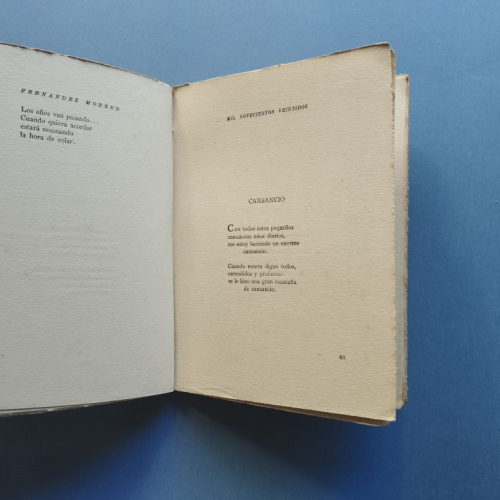 FERNANDEZ MORENO
Los años van pasando...
Cuando quiera acordar
estará resonando
la hora de volar.
MIL NOVECIENTOS VEINTIDOS
CANSANCIO
Con todos estos pequeños
cansancios míos diarios,
me estoy haciendo un enorme
cansancio.
Cuando muera digan todos,
entendidos y profanos:
se le hizo una gran montaña
de cansancio.
61